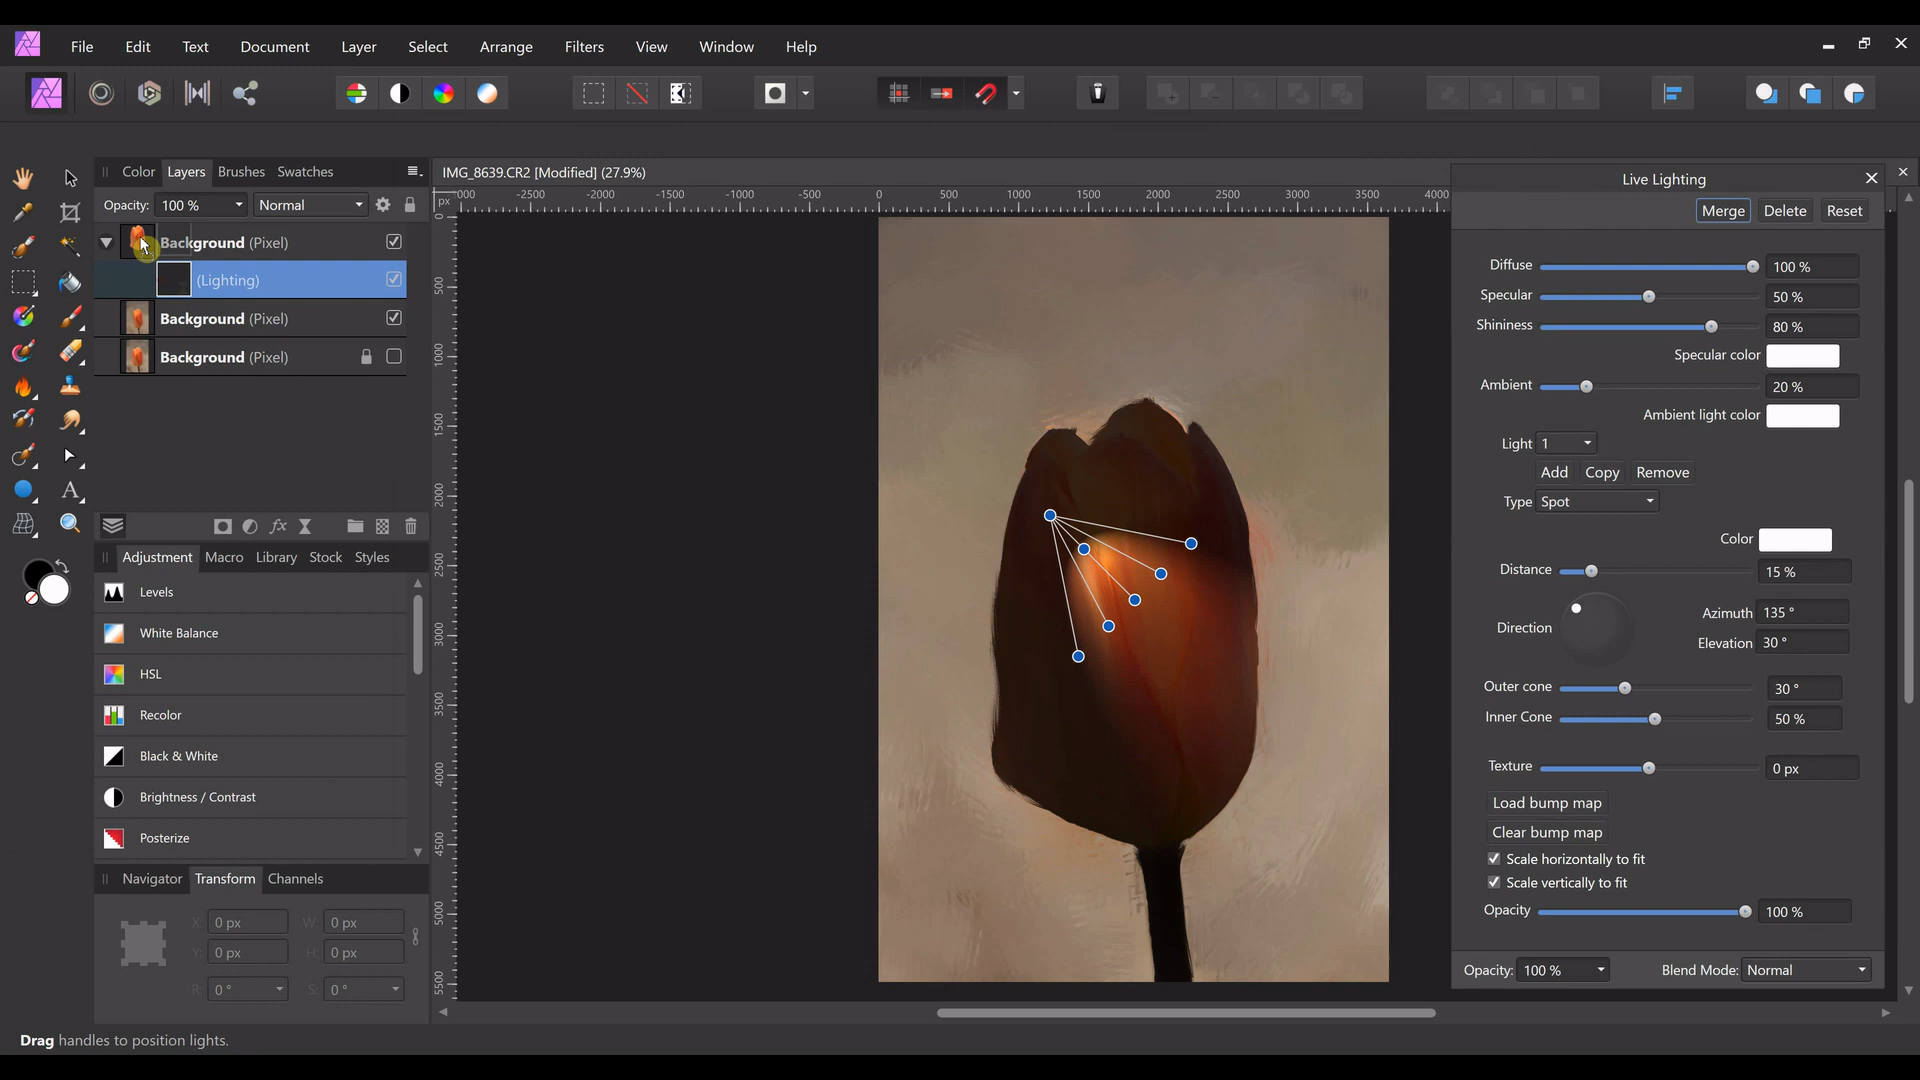 File Edit Text Document Layer Select Arrange Filters View Window Help
Color Layers Brushes Swatches
Opacity: 100 % Normal
Background (Pixel)
(Lighting)
Background (Pixel)
Background (Pixel)
Adjustment Macro Library Stock Styles
Levels
White Balance
HSL
Recolor
Black & White
Brightness / Contrast
Posterize
Navigator Transform Channels
X: 0 px W: 0 px
Y: 0 px H: 0 px
R: 0 ° S: 0 °
Drag handles to position lights.
IMG_8639.CR2 [Modified] (27.9%)
px 000 -2500 -2000 -1500 -1000 -500 0 500 1000 1500 2000 2500 3000 3500 4000
0
500
1000
1500
2000
2500
3000
3500
4000
4500
5000
5500
Live Lighting
Merge Delete Reset
Diffuse 100 %
Specular 50 %
Shininess 80 %
Specular color
Ambient 20 %
Ambient light color
Light 1
Add Copy Remove
Type Spot
Color
Distance 15 %
Direction
Azimuth 135 °
Elevation 30 °
Outer cone 30 °
Inner Cone 50 %
Texture 0 px
Load bump map
Clear bump map
Scale horizontally to fit
Scale vertically to fit
Opacity 100 %
Opacity: 100 % Blend Mode: Normal